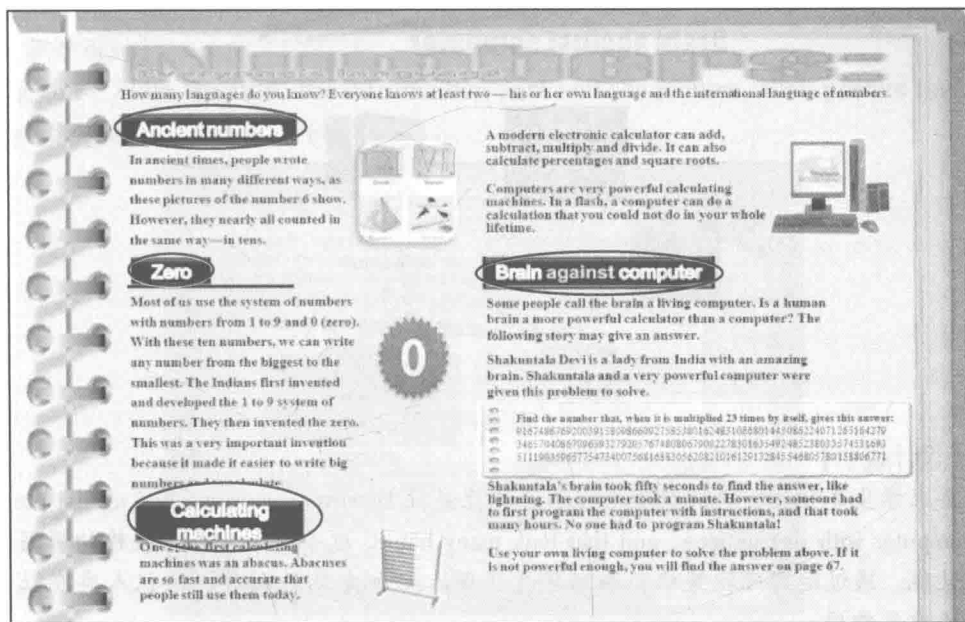 Numbers:
How many languages do you know? Everyone knows at least two — his or her own language and the international language of numbers.
Ancient numbers
In ancient times, people wrote
numbers in many different ways, as
these pictures of the number 6 show.
However, they nearly all counted in
the same way—in tens.
Zero
Most of us use the system of numbers
with numbers from 1 to 9 and 0 (zero).
With these ten numbers, we can write
any number from the biggest to the
smallest. The Indians first invented
and developed the 1 to 9 system of
numbers. They then invented the zero.
This was a very important invention
because it made it easier to write big
numbers and
0
Calculating
machines
One of the first calculating
machines was an abacus. Abacuses
are so fast and accurate that
people still use them today.
A modern electronic calculator can add,
subtract, multiply and divide. It can also
calculate percentages and square roots.
Computers are very powerful calculating
machines. In a flash, a computer can do a
calculation that you could not do in your whole
lifetime.
Brain against computer
Some people call the brain a living computer. Is a human
brain a more powerful calculator than a computer? The
following story may give an answer.
Shakuntala Devi is a lady from India with an amazing
brain. Shakuntala and a very powerful computer were
given this problem to solve.
Find the number that, when it is multiplied 23 times by itself, gives this answer:
Shakuntala's brain took fifty seconds to find the answer, like
lightning. The computer took a minute. However, someone had
to first program the computer with instructions, and that took
many hours. No one had to program Shakuntala!
Use your own living computer to solve the problem above. If it
is not powerful enough, you will find the answer on page 67.